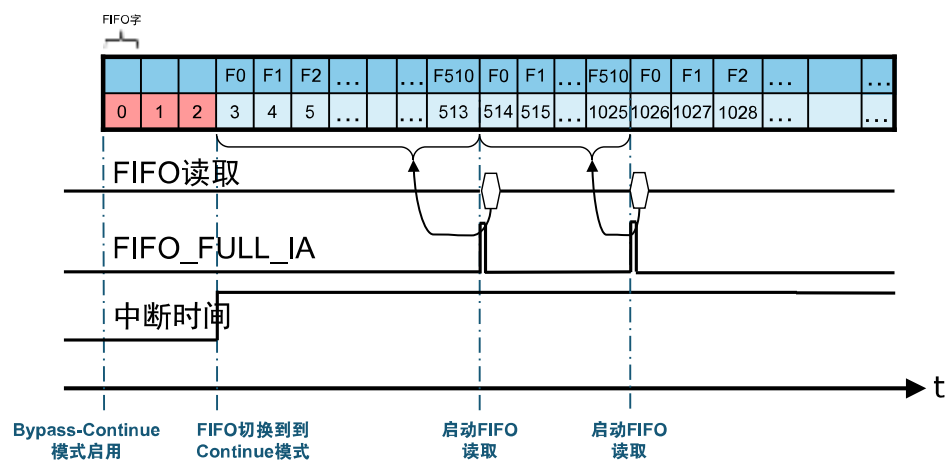 FIFO字
F0 F1 F2 ... ... F510 F0 F1 ... F510 F0 F1 F2 ... ...
0 1 2 3 4 5 ... ... 513 514 515 ... 1025 1026 1027 1028 ... ...
FIFO读取
FIFO_FULL_IA
中断时间
t
Bypass-Continue
模式启用
FIFO切换到到
Continue模式
启动FIFO
读取
启动FIFO
读取